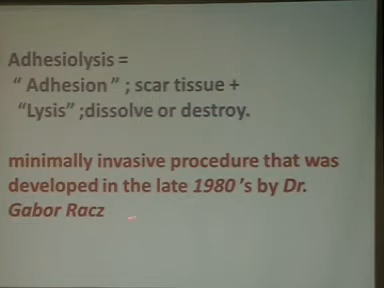 Adhesiolysis =
“ Adhesion ” ; scar tissue +
“Lysis” ;dissolve or destroy.
minimally invasive procedure that was
developed in the late 1980 's by Dr.
Gabor Racz